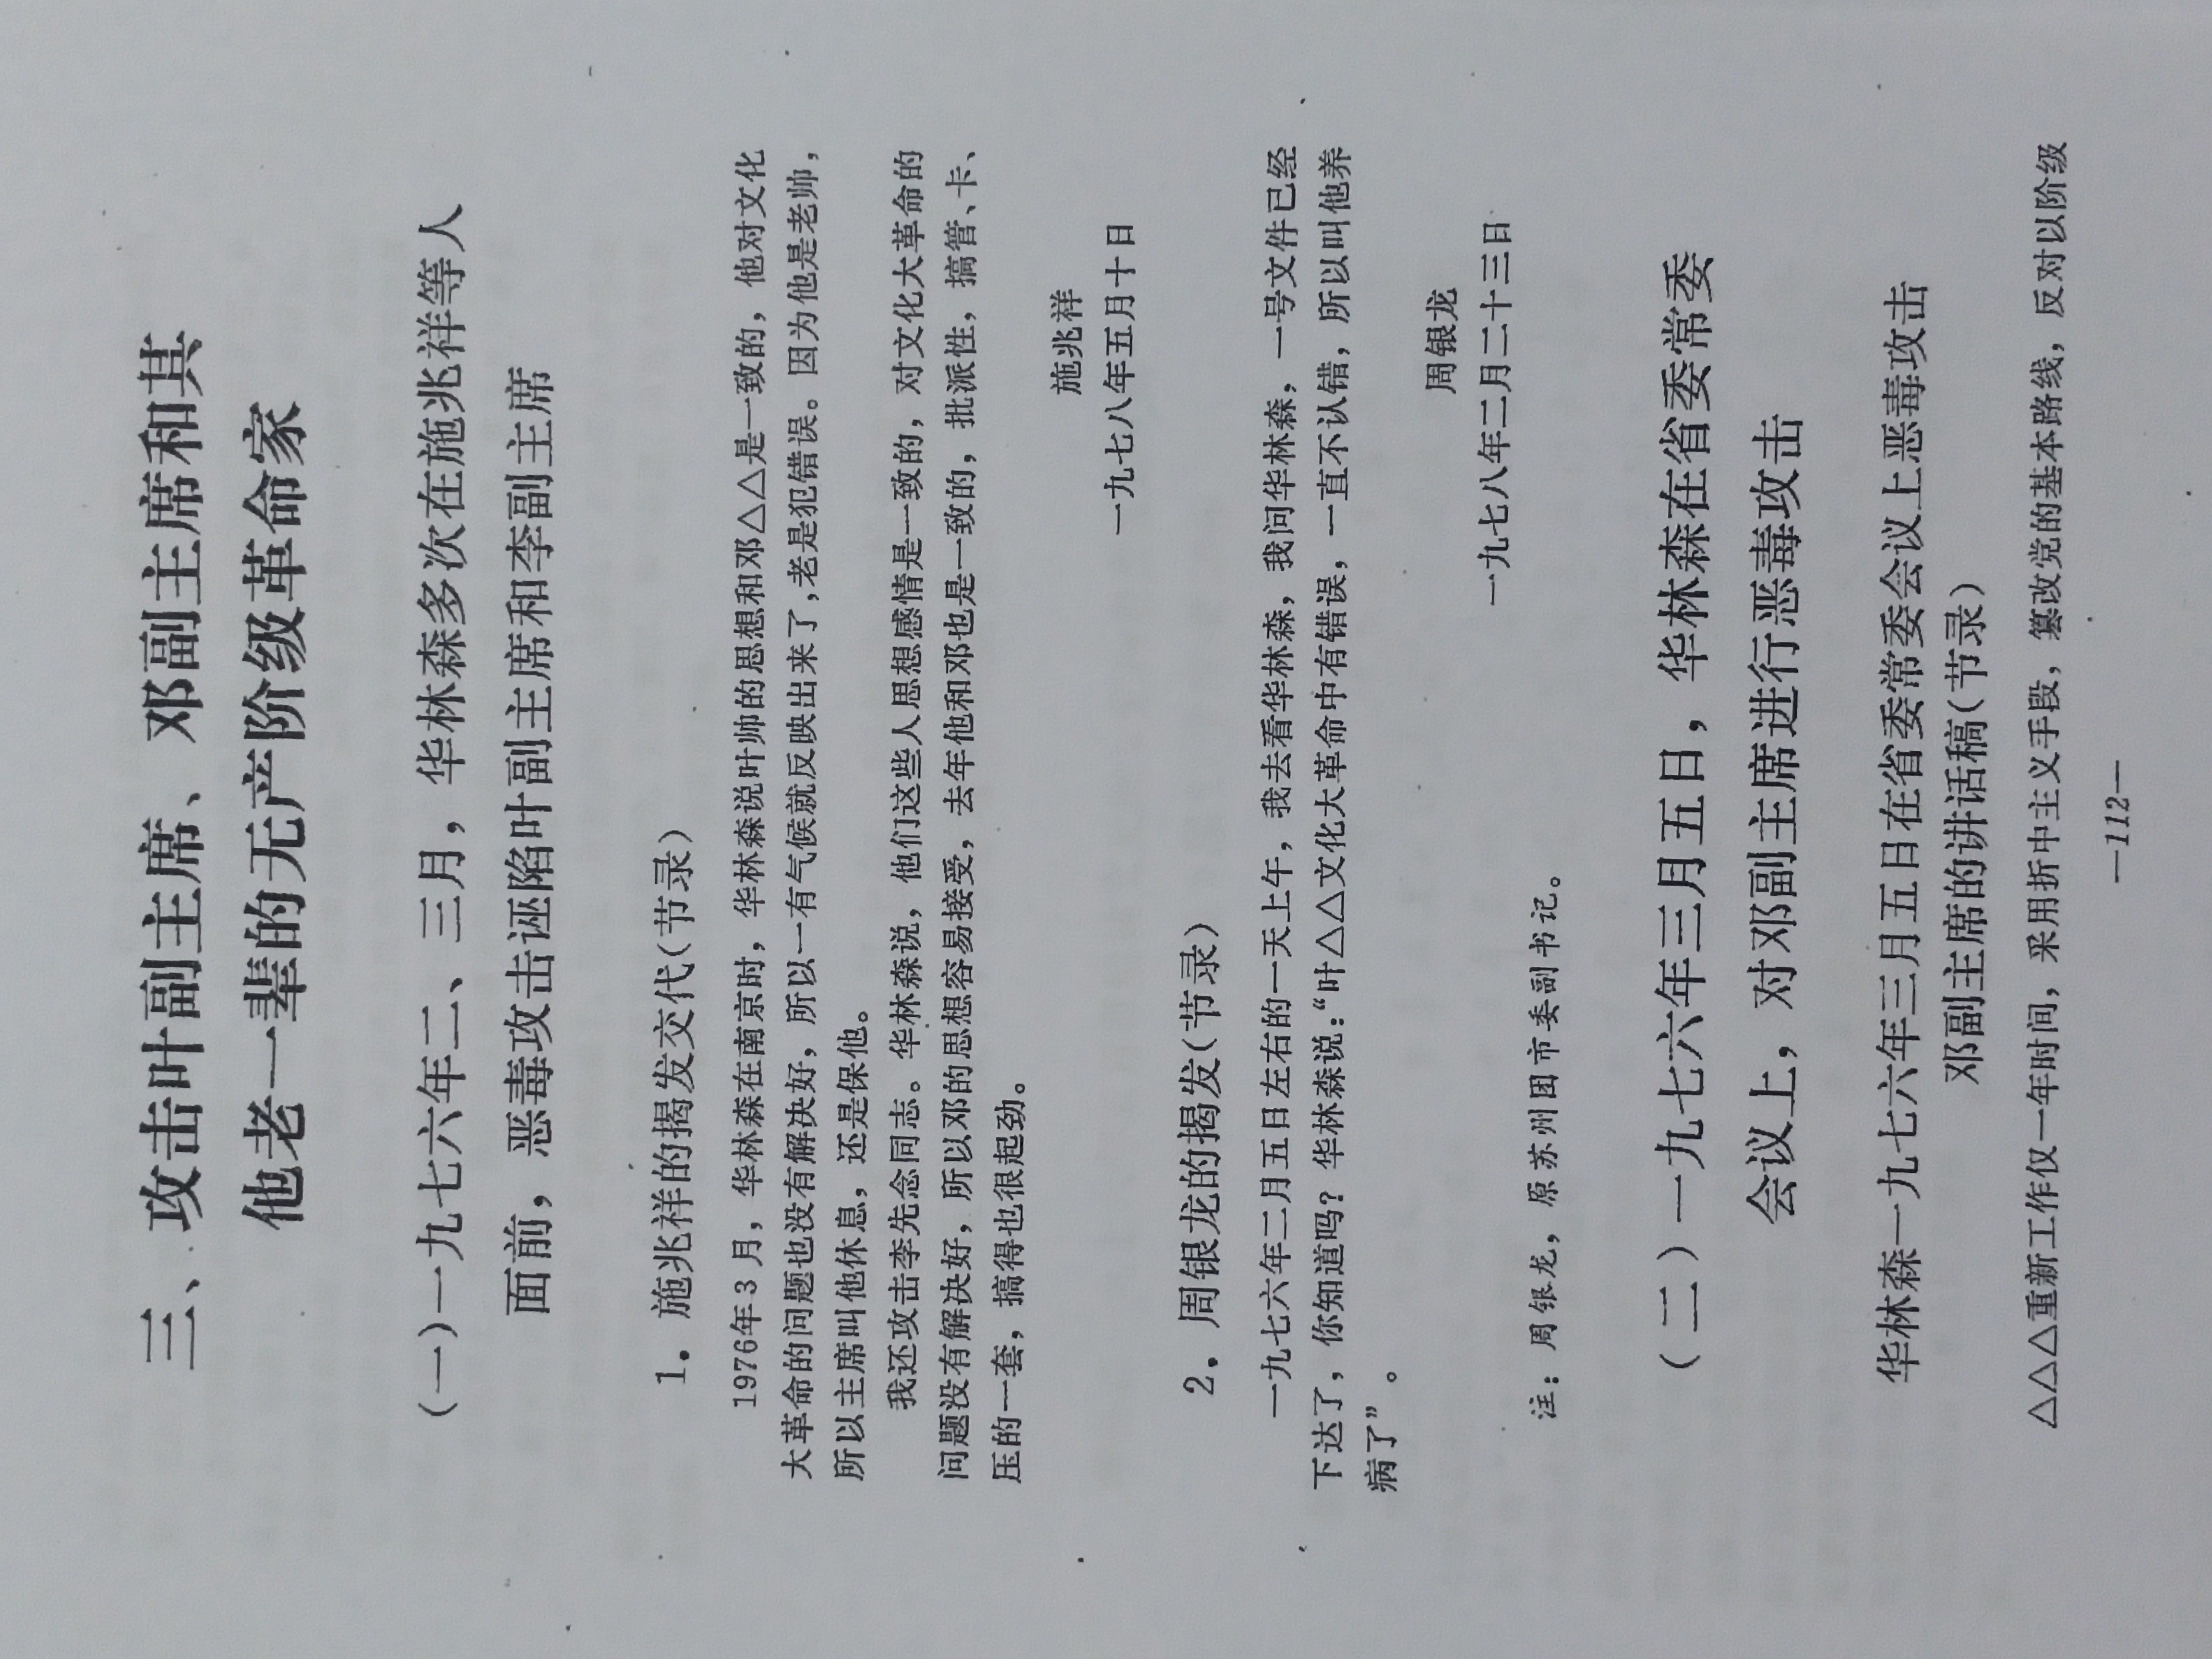 三、攻击叶副主席、邓副主席和其
他老一辈的无产阶级革命家
(一)一九七六年二、三月，华林森多次在施兆祥等人
面前，恶毒攻击诬陷叶副主席和李副主席
1．施兆祥的揭发交代(节录)
1976年3月，华林森在南京时，华林森说叶帅的思想和邓△△是一致的，他对文化
大革命的问题也没有解决好，所以一有气候就反映出来了，老是犯错误。因为他是老帅，
所以主席叫他休息，还是保他。
我还攻击李先念同志。华林森说，他们这些人思想感情是一致的，对文化大革命的
问题没有解决好，所以邓的思想容易接受，去年他和邓也是一致的，批派性，搞管、卡、
压的一套，搞得也很起劲。
施兆祥
一九七八年五月十日
2．周银龙的揭发(节录)
一九七六年二月五日左右的一天上午，我去看华林森，我问华林森，一号文件已经
下达了，你知道吗？华林森说：“叶△△文化大革命中有错误，一直不认错，所以叫他养
病了”。
周银龙
一九七八年二月二十三日
注：周银龙，原苏州团市委副书记。
(二)一九七六年三月五日，华林森在省委常委
会议上，对邓副主席进行恶毒攻击
华林森一九七六年三月五日在省委常委会议上恶毒攻击
邓副主席的讲话稿(节录)
△△△重新工作仅一年时间，采用折中主义手段，篡改党的基本路线，反对以阶级
—112—